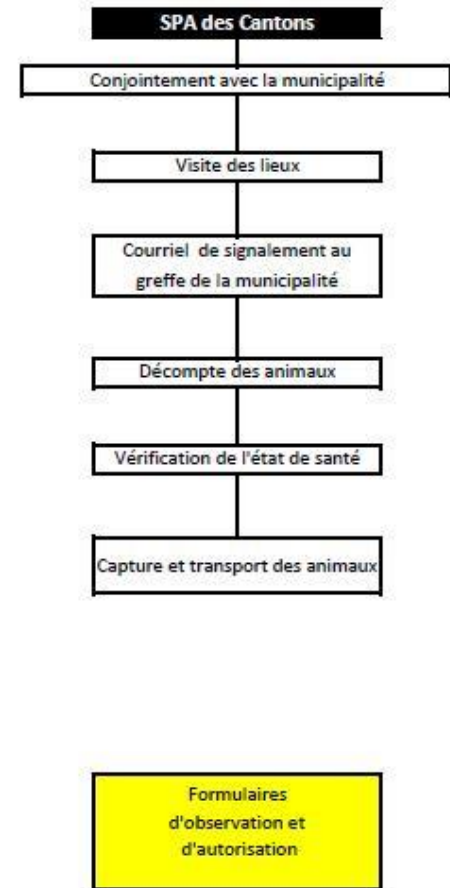 SPA des Cantons
Conjointement avec la municipalité
Visite des lieux
Courriel de signalement au
greffe de la municipalité
Décompte des animaux
Vérification de l'état de santé
Capture et transport des animaux
Formulaires
d'observation et
d'autorisation